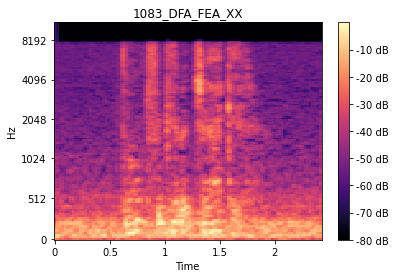 1083_DFA_FEA_XX
8192
4096
2048
1024
512
0
Hz
0
0.5
1
1.5
2
Time
-10 dB
-20 dB
-30 dB
-40 dB
-50 dB
-60 dB
-70 dB
-80 dB